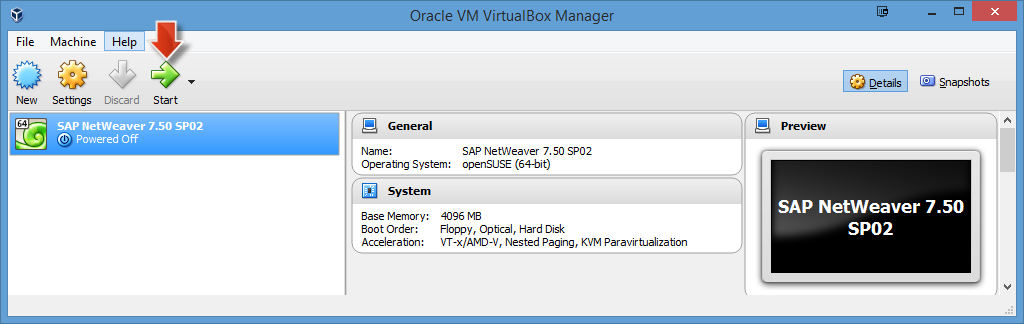 Oracle VM VirtualBox Manager
File Machine Help
New Settings Discard Start Details Snapshots
64 SAP NetWeaver 7.50 SP02
Powered Off
General
Name: SAP NetWeaver 7.50 SP02
Operating System: openSUSE (64-bit)
System
Base Memory: 4096 MB
Boot Order: Floppy, Optical, Hard Disk
Acceleration: VT-x/AMD-V, Nested Paging, KVM Paravirtualization
Preview
SAP NetWeaver 7.50
SP02